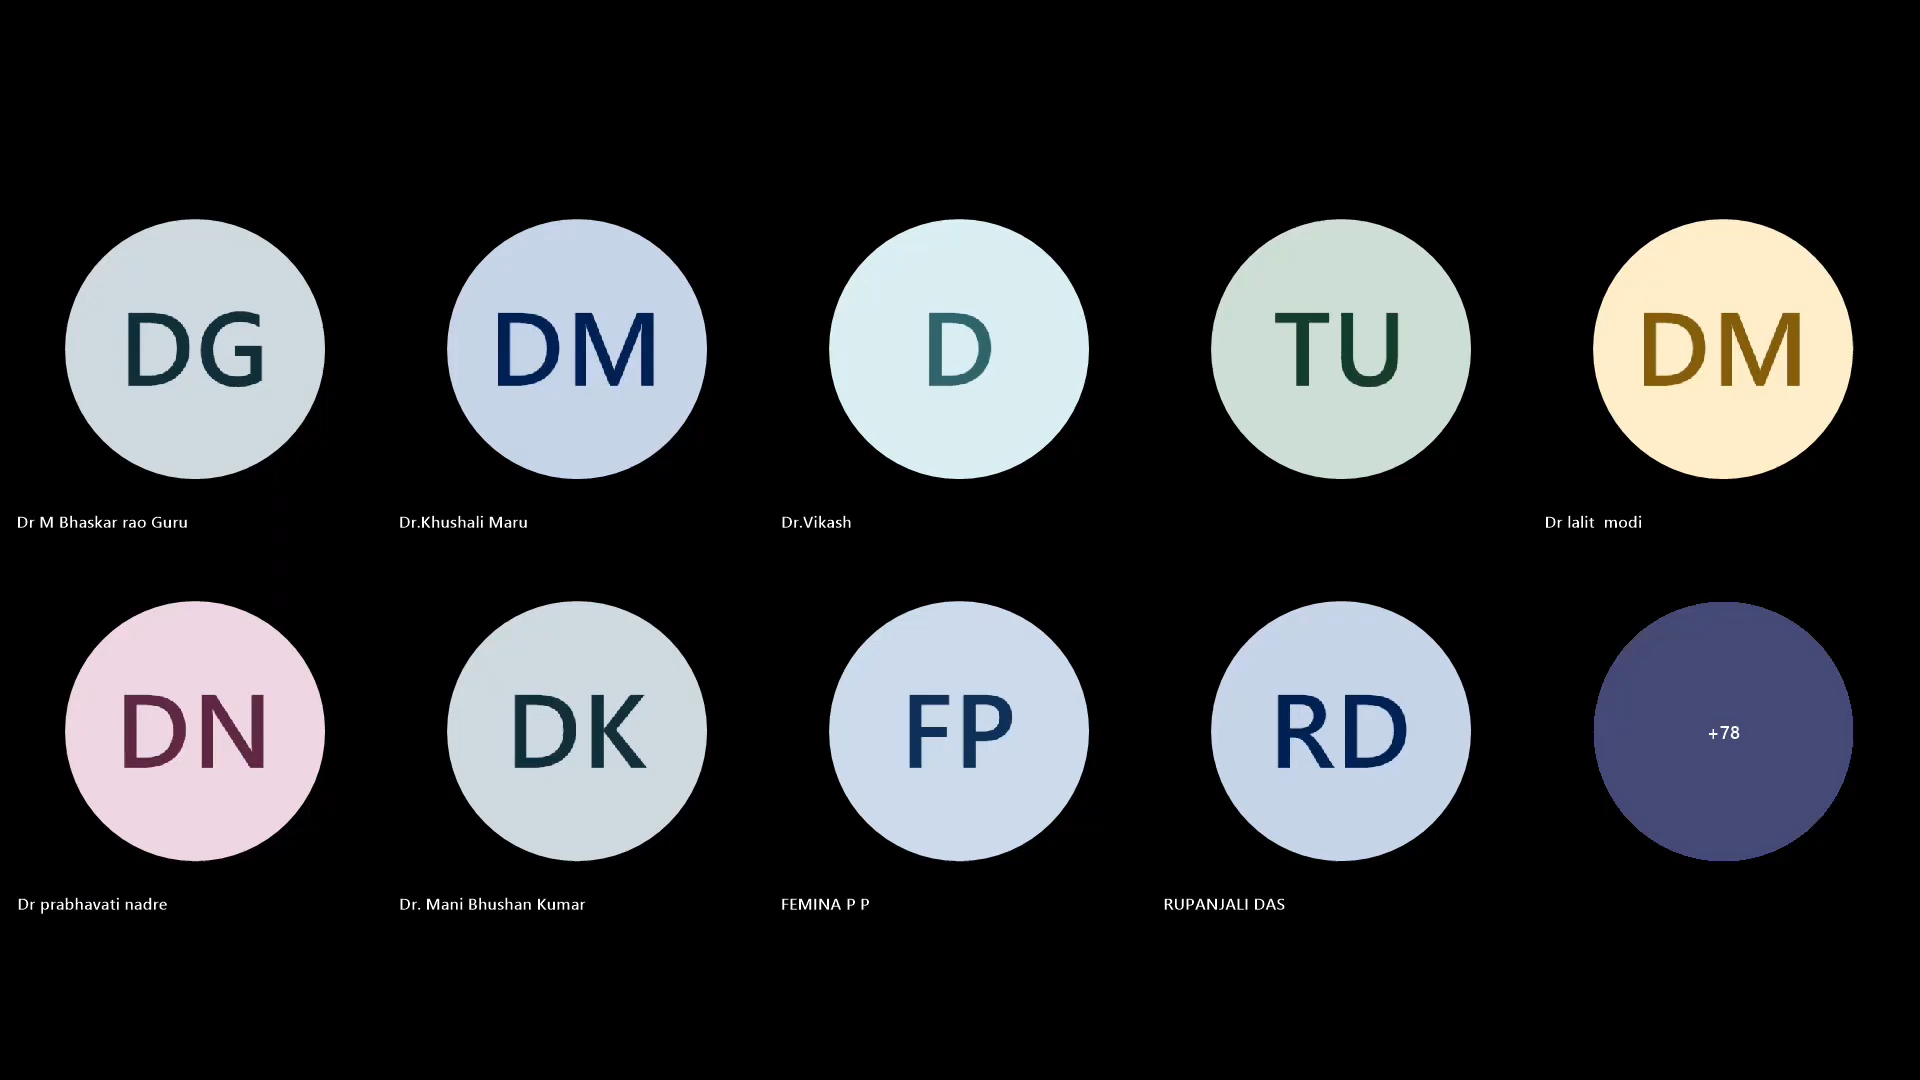 DG
DM
D
TU
DM
Dr M Bhaskar rao Guru
Dr.Khushali Maru
Dr.Vikash
Dr lalit  modi
DN
DK
FP
RD
+78
Dr prabhavati nadre
Dr. Mani Bhushan Kumar
FEMINA P P
RUPANJALI DAS